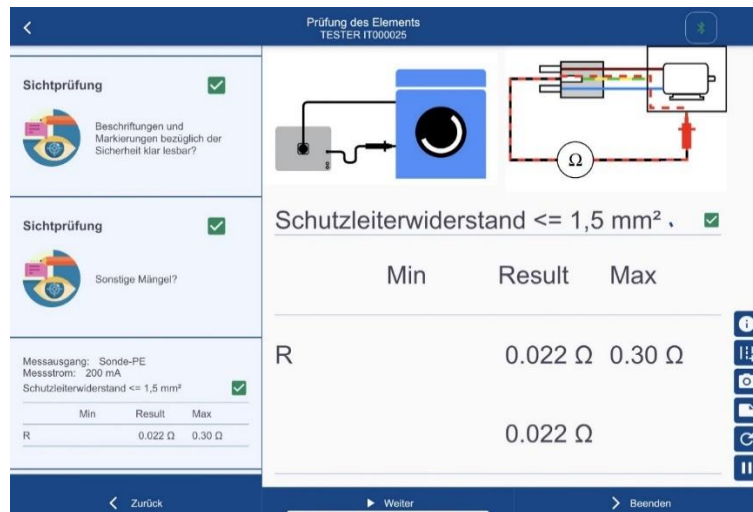 Prüfung des Elements
TESTER IT000025
Sichtprüfung
Beschriftungen und
Markierungen bezüglich der
Sicherheit klar lesbar?
Sichtprüfung
Sonstige Mängel?
Messausgang: Sonde-PE
Messstrom: 200 mA
Schutzleiterwiderstand <= 1,5 mm²
Min Result Max
R 0.022 Ω 0.30 Ω
Ω
Schutzleiterwiderstand <= 1,5 mm² ,
Min Result Max
R 0.022 Ω 0.30 Ω
0.022 Ω
Zurück
Weiter
Beenden